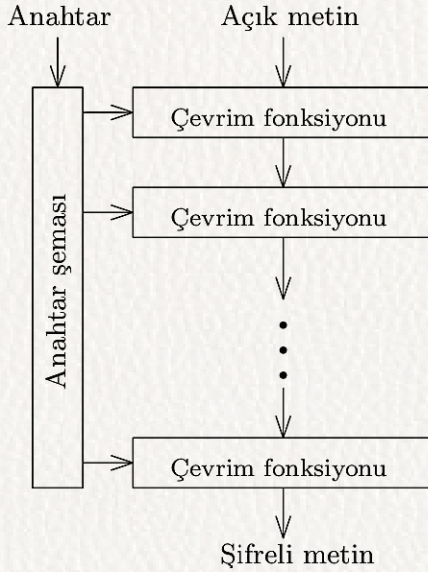 Anahtar
Açık metin
Çevrim fonksiyonu
Çevrim fonksiyonu
Anahtar şeması
Çevrim fonksiyonu
Şifreli metin